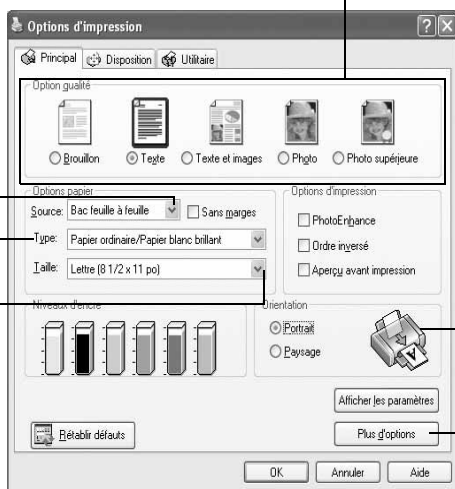 Options d'impression
Principal Disposition Utilitaire
Option qualité
Brouillon Texte Texte et images Photo Photo supérieure
Options papier
Source: Bac feuille à feuille Sans marges
Type: Papier ordinaire/Papier blanc brillant
Taille: Lettre (8 1/2 x 11 po)
Options d'impression
PhotoEnhance
Ordre inversé
Aperçu avant impression
Niveaux d'encre
Orientation
Portrait
Paysage
A
Afficher les paramètres
Rétablir défauts
Plus d'options
OK Annuler Aide